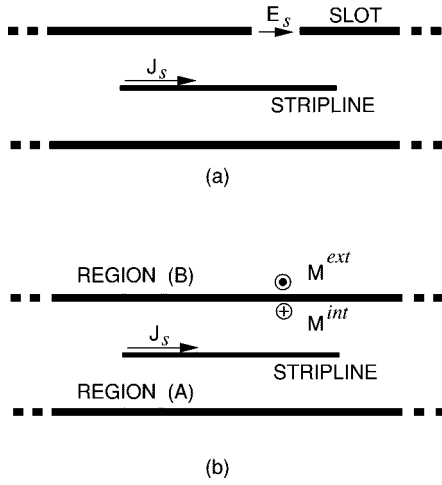 E_s SLOT
J_s
STRIPLINE
(a)
REGION (B) M^ext
M^int
J_s
STRIPLINE
REGION (A)
(b)